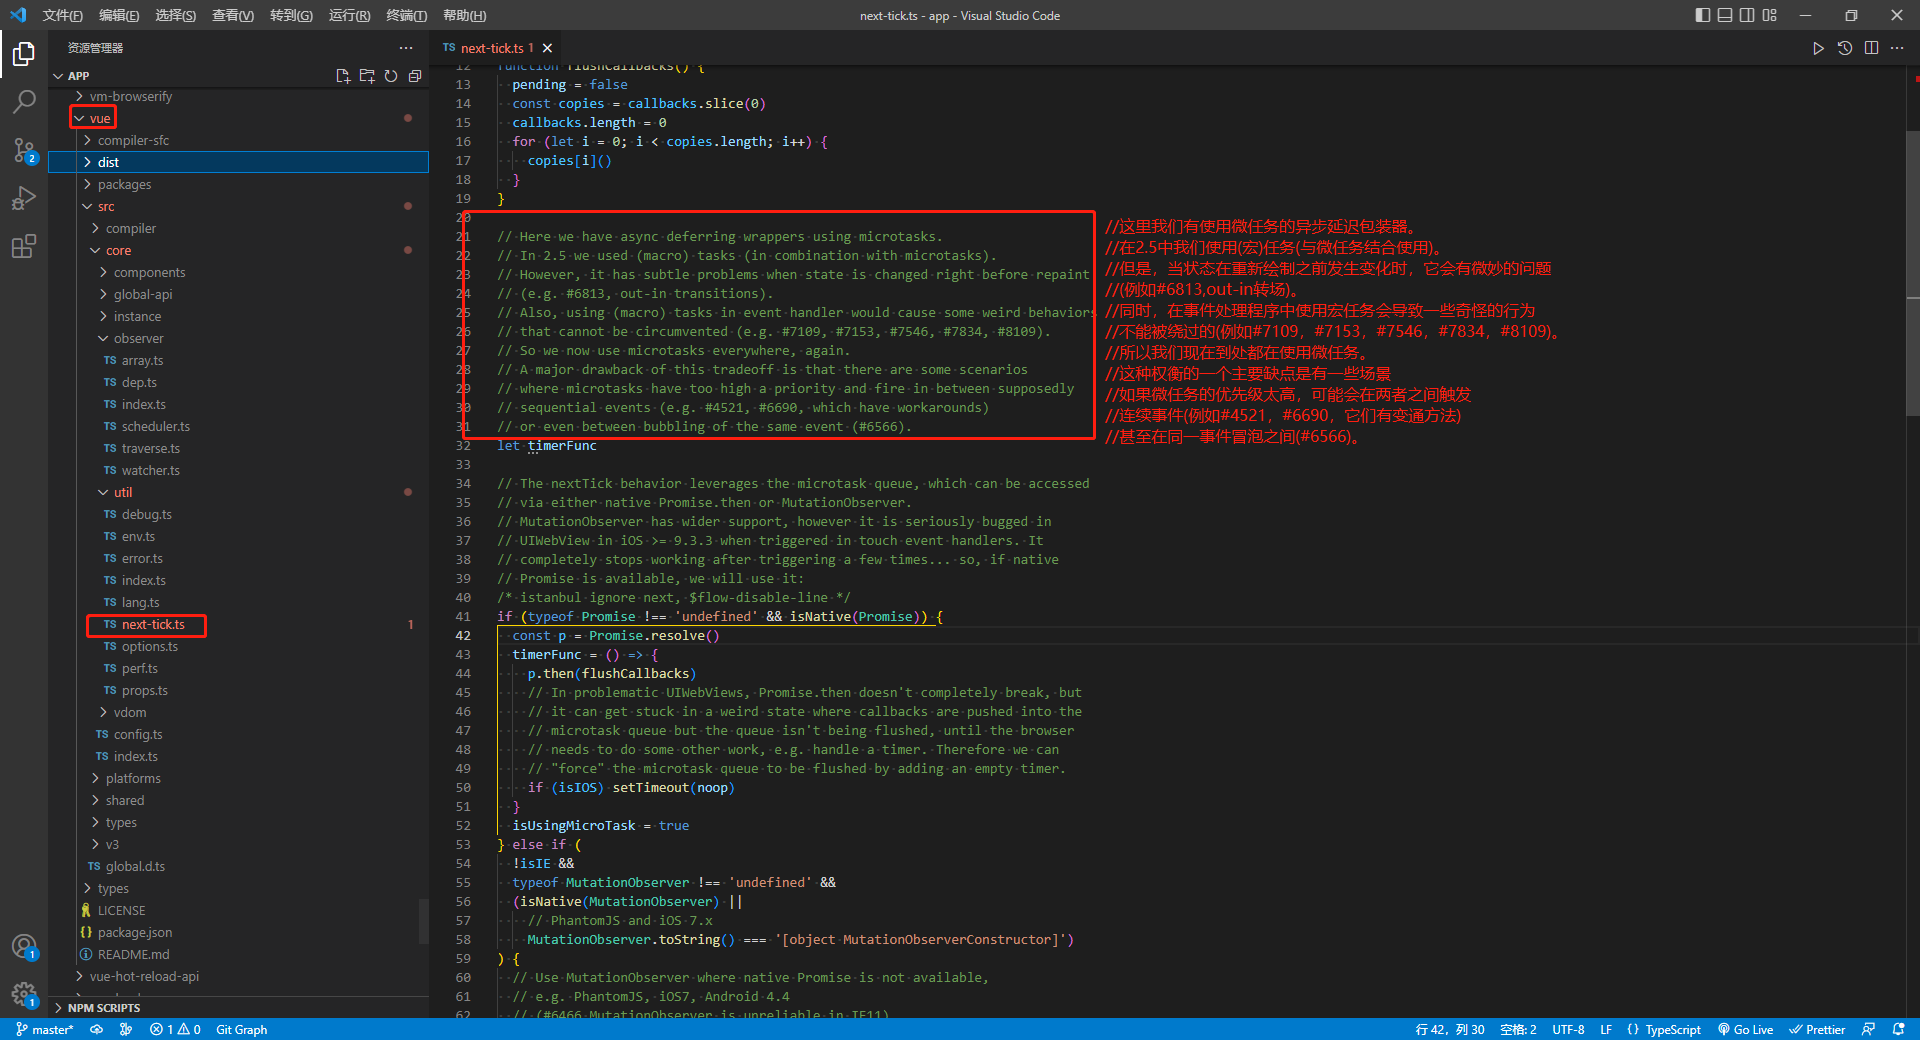 文件(F) 编辑(E) 选择(S) 查看(V) 转到(G) 运行(R) 终端(T) 帮助(H)
next-tick.ts - app - Visual Studio Code
资源管理器
APP
vm-browserify
vue
compiler-sfc
dist
packages
src
compiler
core
components
global-api
instance
observer
TS array.ts
TS dep.ts
TS index.ts
TS scheduler.ts
TS traverse.ts
TS watcher.ts
util
TS debug.ts
TS env.ts
TS error.ts
TS index.ts
TS lang.ts
TS next-tick.ts 1
TS options.ts
TS perf.ts
TS props.ts
vdom
TS config.ts
TS index.ts
platforms
shared
types
v3
TS global.d.ts
types
LICENSE
{} package.json
README.md
vue-hot-reload-api
NPM SCRIPTS
2
1
1
TS next-tick.ts 1
12 function flushCallbacks() {
13 pending = false
14 const copies = callbacks.slice(0)
15 callbacks.length = 0
16 for (let i = 0; i < copies.length; i++) {
17 copies[i]()
18 }
19 }
20
21 // Here we have async deferring wrappers using microtasks.
22 // In 2.5 we used (macro) tasks (in combination with microtasks).
23 // However, it has subtle problems when state is changed right before repaint
24 // (e.g. #6813, out-in transitions).
25 // Also, using (macro) tasks in event handler would cause some weird behaviors
26 // that cannot be circumvented (e.g. #7109, #7153, #7546, #7834, #8109).
27 // So we now use microtasks everywhere, again.
28 // A major drawback of this tradeoff is that there are some scenarios
29 // where microtasks have too high a priority and fire in between supposedly
30 // sequential events (e.g. #4521, #6690, which have workarounds)
31 // or even between bubbling of the same event (#6566).
32 let timerFunc
33
34 // The nextTick behavior leverages the microtask queue, which can be accessed
35 // via either native Promise.then or MutationObserver.
36 // MutationObserver has wider support, however it is seriously bugged in
37 // UIWebView in iOS >= 9.3.3 when triggered in touch event handlers. It
38 // completely stops working after triggering a few times... so, if native
39 // Promise is available, we will use it:
40 /* istanbul ignore next, $flow-disable-line */
41 if (typeof Promise !== 'undefined' && isNative(Promise)) {
42 const p = Promise.resolve()
43 timerFunc = () => {
44 p.then(flushCallbacks)
45 // In problematic UIWebViews, Promise.then doesn't completely break, but
46 // it can get stuck in a weird state where callbacks are pushed into the
47 // microtask queue but the queue isn't being flushed, until the browser
48 // needs to do some other work, e.g. handle a timer. Therefore we can
49 // "force" the microtask queue to be flushed by adding an empty timer.
50 if (isIOS) setTimeout(noop)
51 }
52 isUsingMicroTask = true
53 } else if (
54 !isIE &&
55 typeof MutationObserver !== 'undefined' &&
56 (isNative(MutationObserver) ||
57 // PhantomJS and iOS 7.x
58 MutationObserver.toString() === '[object MutationObserverConstructor]')
59 ) {
60 // Use MutationObserver where native Promise is not available,
61 // e.g. PhantomJS, iOS7, Android 4.4
62 // (#6466 MutationObserver is unreliable in IE11)
//这里我们有使用微任务的异步延迟包装器。
//在2.5中我们使用(宏)任务(与微任务结合使用)。
//但是，当状态在重新绘制之前发生变化时，它会有微妙的问题
//(例如#6813,out-in转场)。
//同时，在事件处理程序中使用宏任务会导致一些奇怪的行为
//不能被绕过的(例如#7109，#7153，#7546，#7834，#8109)。
//所以我们现在到处都在使用微任务。
//这种权衡的一个主要缺点是有一些场景
//如果微任务的优先级太高，可能会在两者之间触发
//连续事件(例如#4521，#6690，它们有变通方法)
//甚至在同一事件冒泡之间(#6566)。
master* 1 0 Git Graph
行 42，列 30 空格: 2 UTF-8 LF {} TypeScript Go Live Prettier